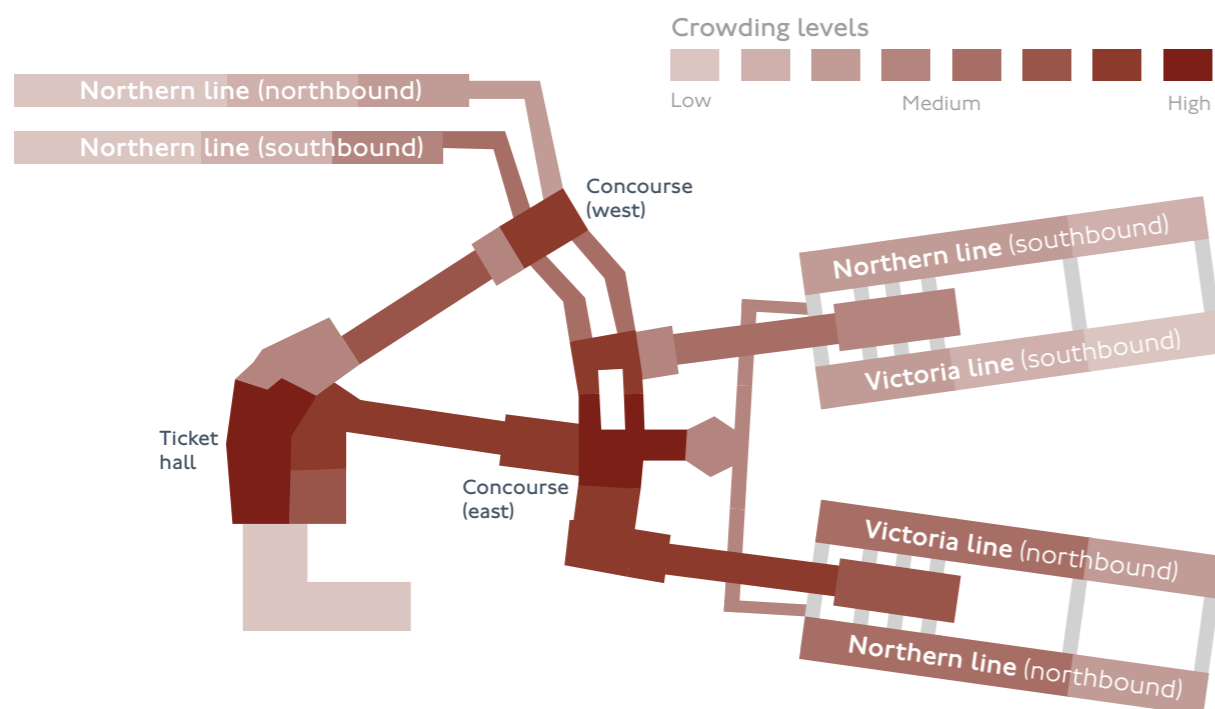 Crowding levels
Low
Medium
High
Northern line (northbound)
Northern line (southbound)
Concourse
(west)
Northern line (southbound)
Victoria line (southbound)
Ticket
hall
Concourse
(east)
Victoria line (northbound)
Northern line (northbound)